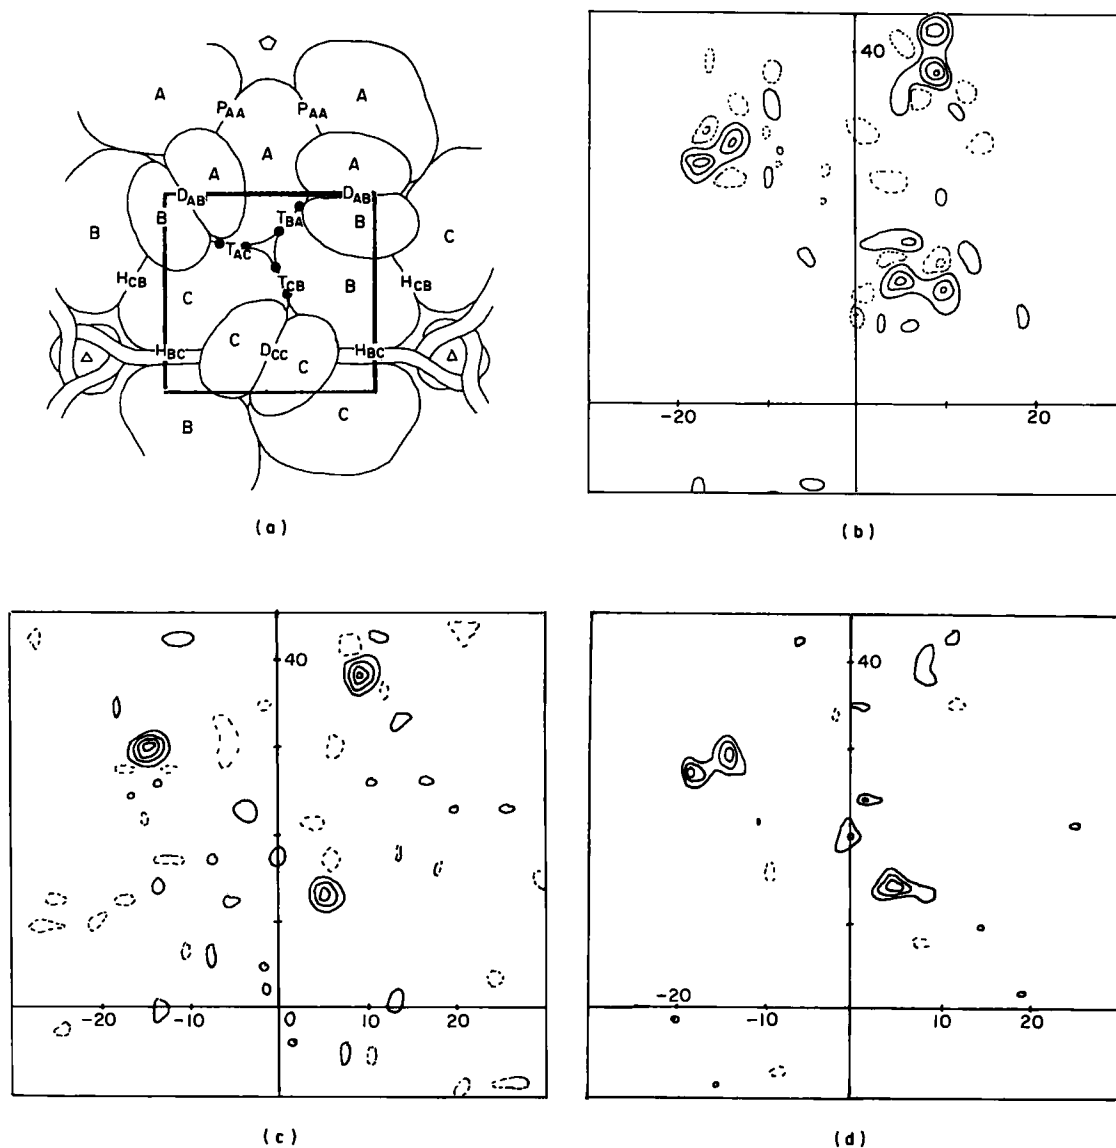 A A
P_AA P_AA
A
A A
D_AB D_AB
B T_BA B
B T_AC C
H_CB T_CB B H_CB
C
H_BC C D_CC H_BC
C
B C
(a)
40
-20 20
(b)
40
-20 -10 0 10 20
(c)
40
-20
-10 10 20
(d)